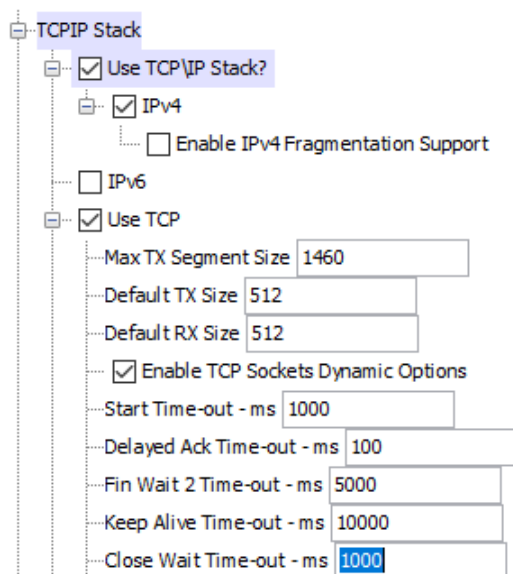 TCPIP Stack
Use TCP\IP Stack?
IPv4
Enable IPv4 Fragmentation Support
IPv6
Use TCP
Max TX Segment Size 1460
Default TX Size 512
Default RX Size 512
Enable TCP Sockets Dynamic Options
Start Time-out - ms 1000
Delayed Ack Time-out - ms 100
Fin Wait 2 Time-out - ms 5000
Keep Alive Time-out - ms 10000
Close Wait Time-out - ms 1000